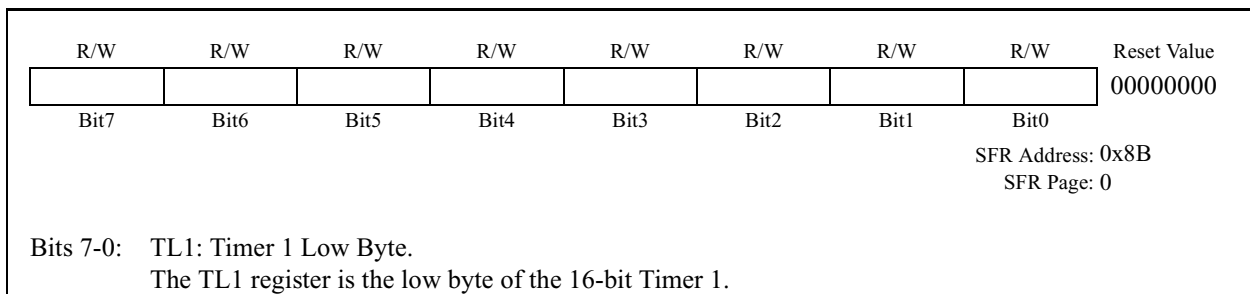 R/W R/W R/W R/W R/W R/W R/W R/W Reset Value
00000000
Bit7 Bit6 Bit5 Bit4 Bit3 Bit2 Bit1 Bit0
SFR Address: 0x8B
SFR Page: 0
Bits 7-0: TL1: Timer 1 Low Byte.
The TL1 register is the low byte of the 16-bit Timer 1.